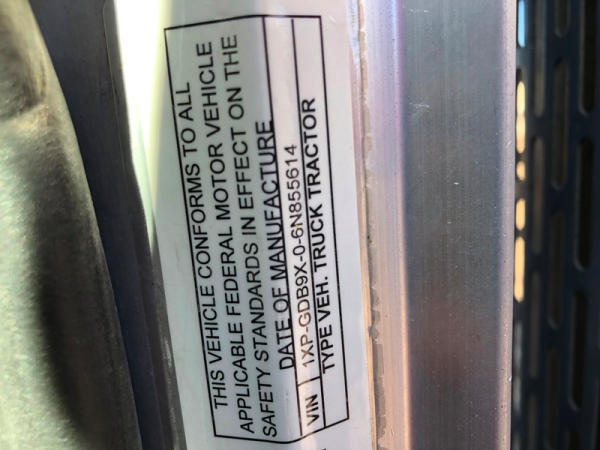 THIS VEHICLE CONFORMS TO ALL
APPLICABLE FEDERAL MOTOR VEHICLE
SAFETY STANDARDS IN EFFECT ON THE
DATE OF MANUFACTURE
VIN 1XP-GDB9X-0-6N855614
TYPE VEH. TRUCK TRACTOR